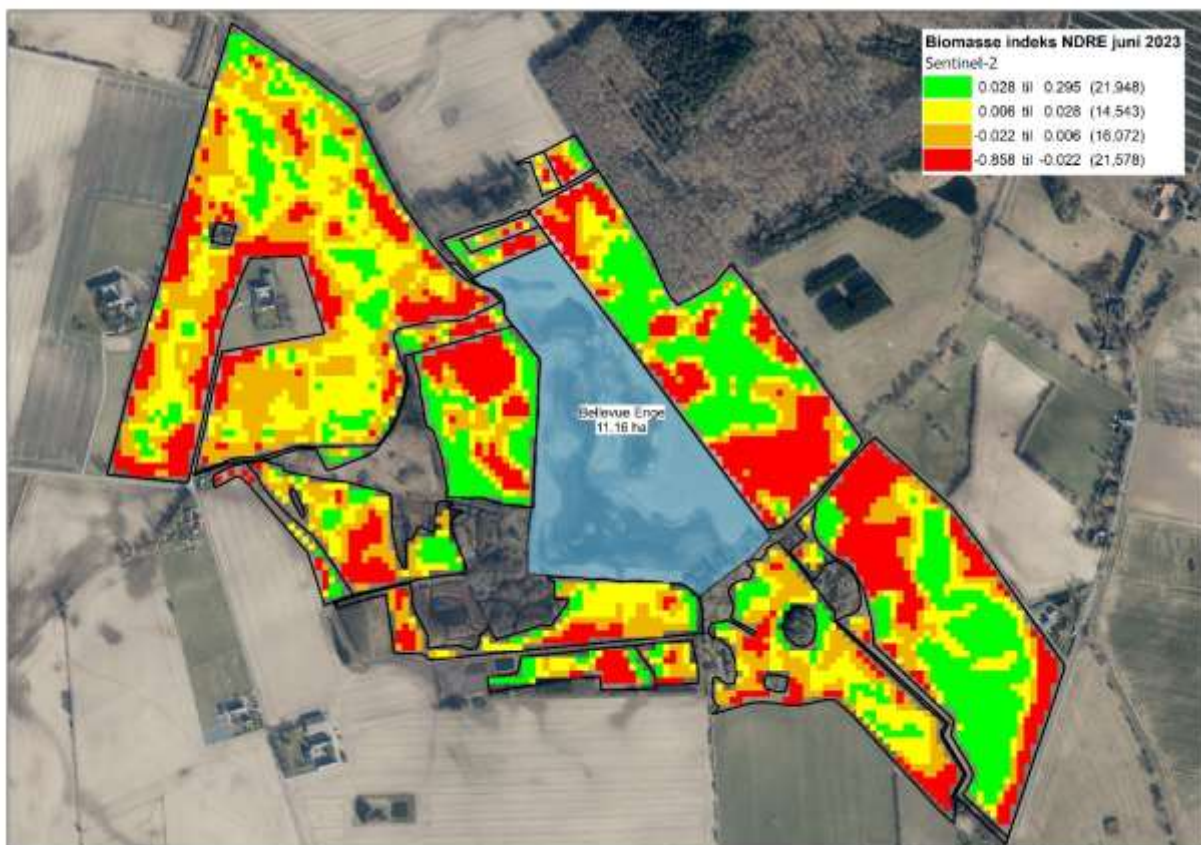 Biomasse indeks NDRE juni 2023
Sentinel-2
0.028 til 0.295 (21,948)
0.006 til 0.028 (14,543)
-0.022 til 0.006 (16,072)
-0.858 til -0.022 (21,578)
Bellevue Enge
11.16 ha